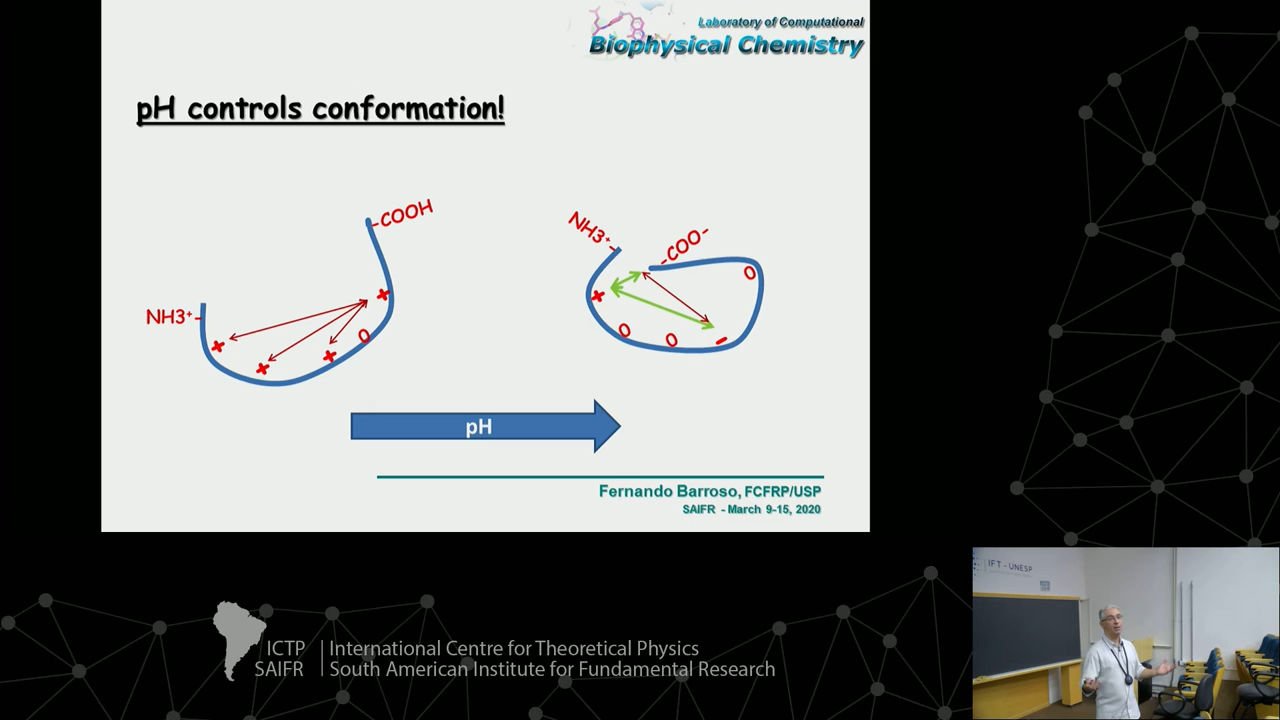 Laboratory of Computational
Biophysical Chemistry
pH controls conformation!
-COOH
NH3+-
+
+
+
+
O
NH3+-
-COO-
+
O
O
-
O
pH
Fernando Barroso, FCFRP/USP
SAIFR - March 9-15, 2020
IFT - UNESP
ICTP
SAIFR
International Centre for Theoretical Physics
South American Institute for Fundamental Research